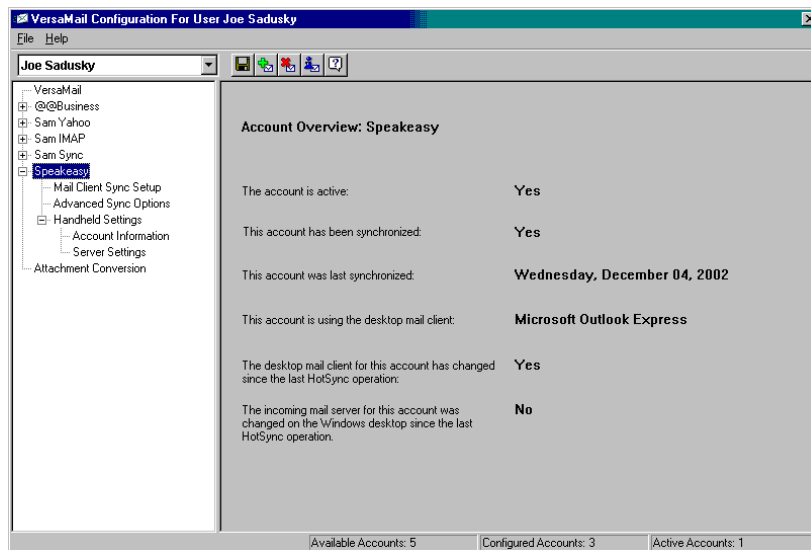 VersaMail Configuration For User Joe Sadusky
File Help
Joe Sadusky
VersaMail
@@Business
Sam Yahoo
Sam IMAP
Sam Sync
Speakeasy
Mail Client Sync Setup
Advanced Sync Options
Handheld Settings
Account Information
Server Settings
Attachment Conversion
Account Overview: Speakeasy
The account is active: Yes
This account has been synchronized: Yes
This account was last synchronized: Wednesday, December 04, 2002
This account is using the desktop mail client: Microsoft Outlook Express
The desktop mail client for this account has changed Yes
since the last HotSync operation:
The incoming mail server for this account was No
changed on the Windows desktop since the last
HotSync operation.
Available Accounts: 5 Configured Accounts: 3 Active Accounts: 1